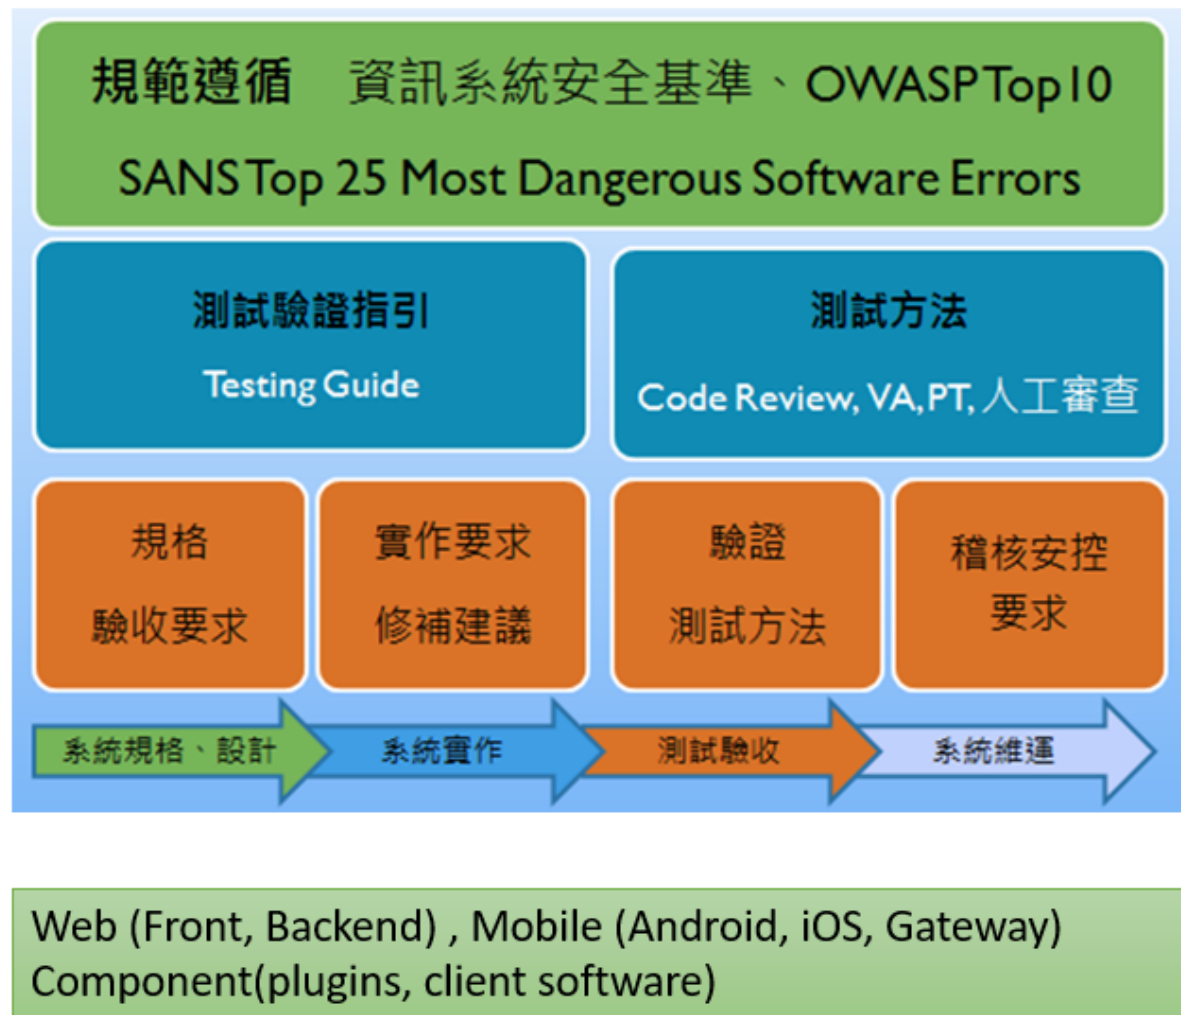 規範遵循 資訊系統安全基準、OWASP Top10
SANS Top 25 Most Dangerous Software Errors
測試驗證指引
Testing Guide
測試方法
Code Review, VA, PT, 人工審查
規格
驗收要求
實作要求
修補建議
驗證
測試方法
稽核安控
要求
系統規格、設計
系統實作
測試驗收
系統維運
Web (Front, Backend) , Mobile (Android, iOS, Gateway)
Component(plugins, client software)